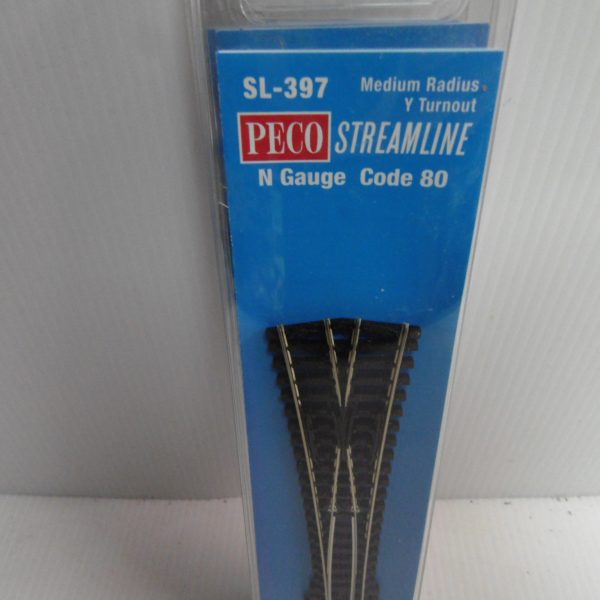 SL-397 Medium Radius
Y Turnout
PECO STREAMLINE
N Gauge Code 80